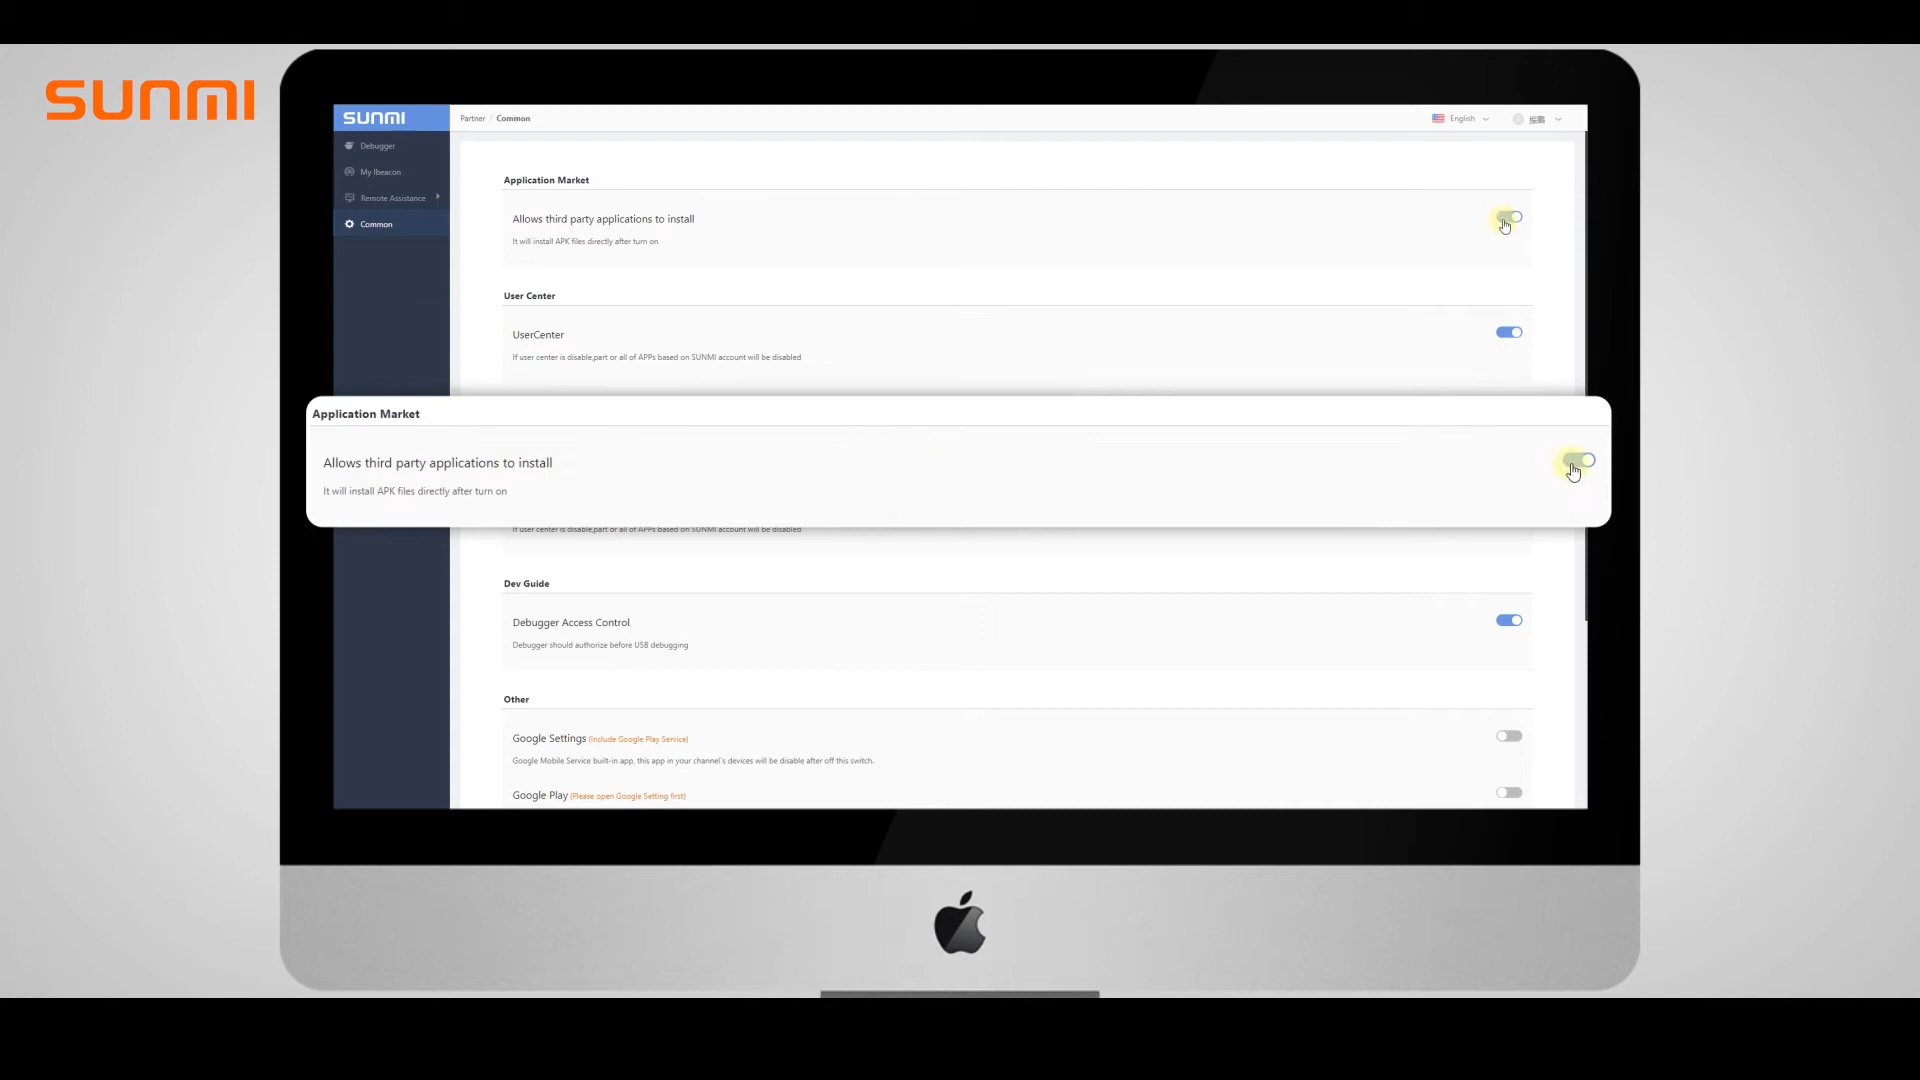 SUNMI
SUNMI
Partner / Common
English
Debugger
My Ibeacon
Remote Assistance
Common
Application Market
Allows third party applications to install
It will install APK files directly after turn on
User Center
UserCenter
If user center is disable,part or all of APPs based on SUNMI account will be disabled
Application Market
Allows third party applications to install
It will install APK files directly after turn on
If user center is disable,part or all of APPs based on SUNMI account will be disabled
Dev Guide
Debugger Access Control
Debugger should authorize before USB debugging
Other
Google Settings (Include Google Play Service)
Google Mobile Service built-in app, this app in your channel's devices will be disable after off this switch.
Google Play (Please open Google Setting first)